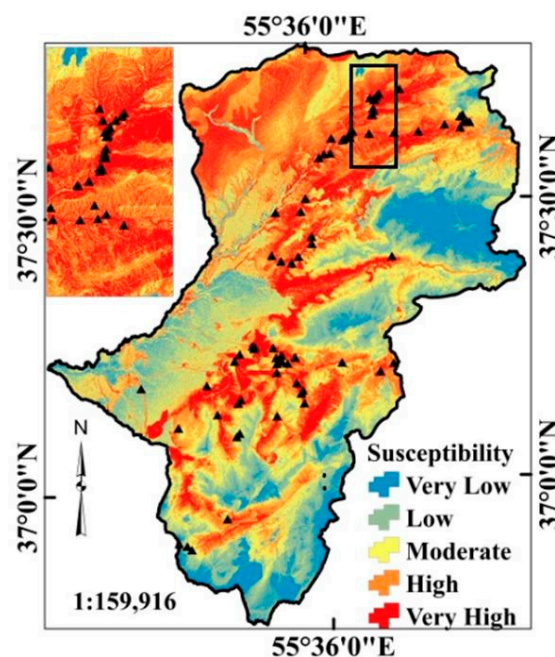 55°36'0"E
37°30'0"N
37°30'0"N
N
Susceptibility
Very Low
Low
Moderate
High
Very High
37°0'0"N
37°0'0"N
1:159,916
55°36'0"E